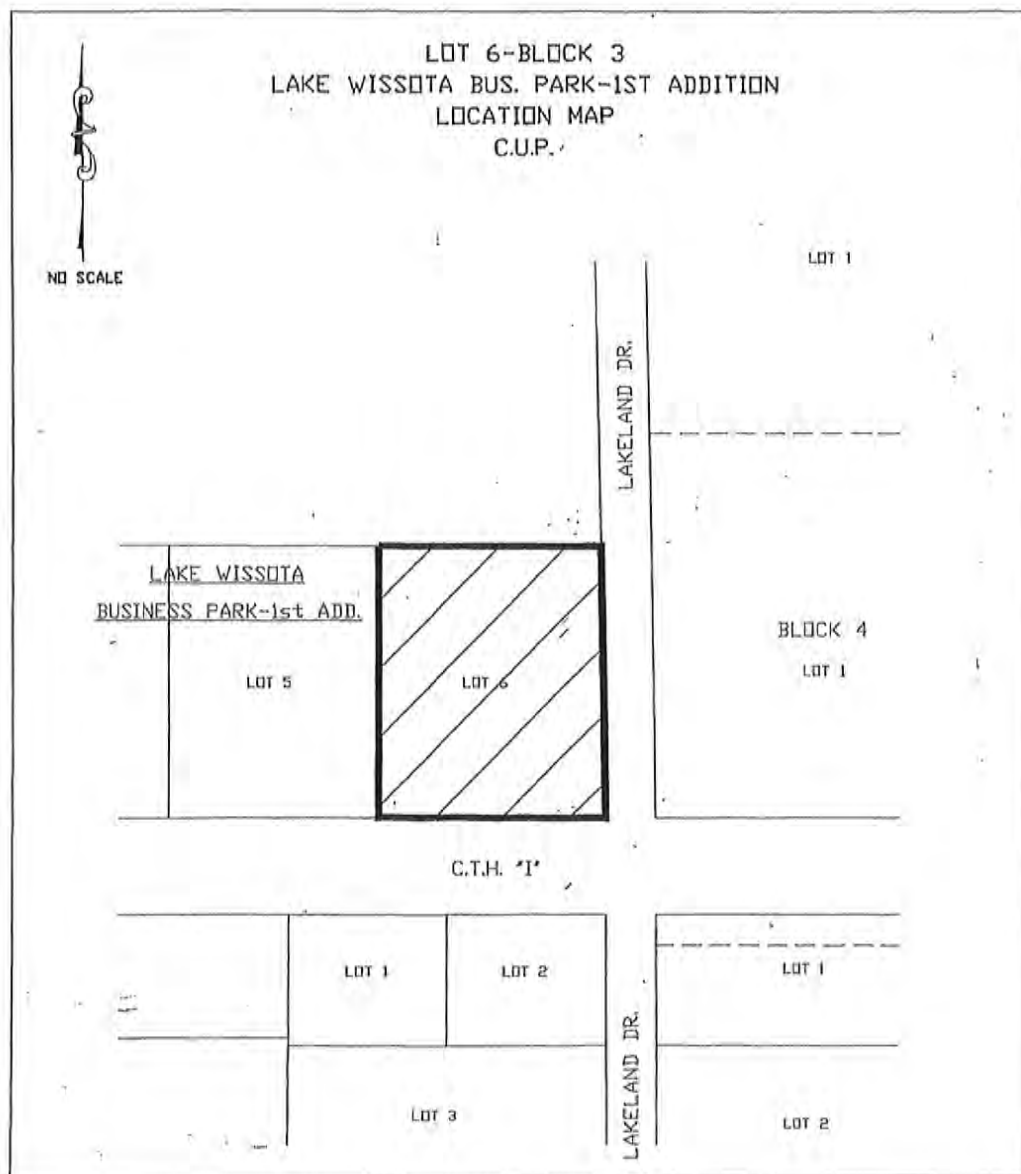 LOT 6-BLOCK 3
LAKE WISSOTA BUS. PARK-1ST ADDITION
LOCATION MAP
C.U.P.
NO SCALE
LOT 1
LAKELAND DR.
LAKE WISSOTA
BUSINESS PARK-1st ADD.
BLOCK 4
LOT 5
LOT 6
LOT 1
C.T.H. "I"
LOT 1
LOT 2
LOT 1
LAKELAND DR.
LOT 3
LOT 2